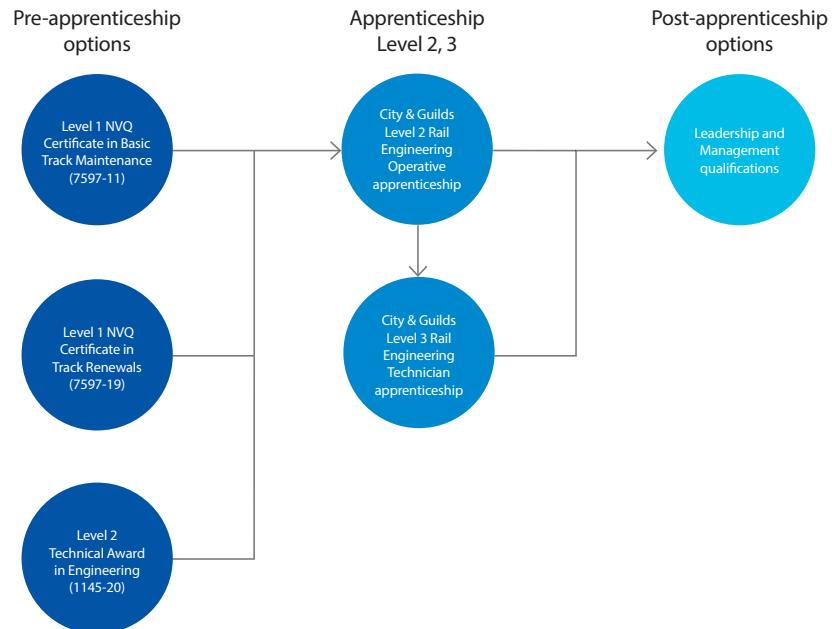 Pre-apprenticeship
options
Apprenticeship
Level 2, 3
Post-apprenticeship
options
Level 1 NVQ
Certificate in Basic
Track Maintenance
(7597-11)
City & Guilds
Level 2 Rail
Engineering
Operative
apprenticeship
Leadership and
Management
qualifications
Level 1 NVQ
Certificate in
Track Renewals
(7597-19)
City & Guilds
Level 3 Rail
Engineering
Technician
apprenticeship
Level 2
Technical Award
in Engineering
(1145-20)